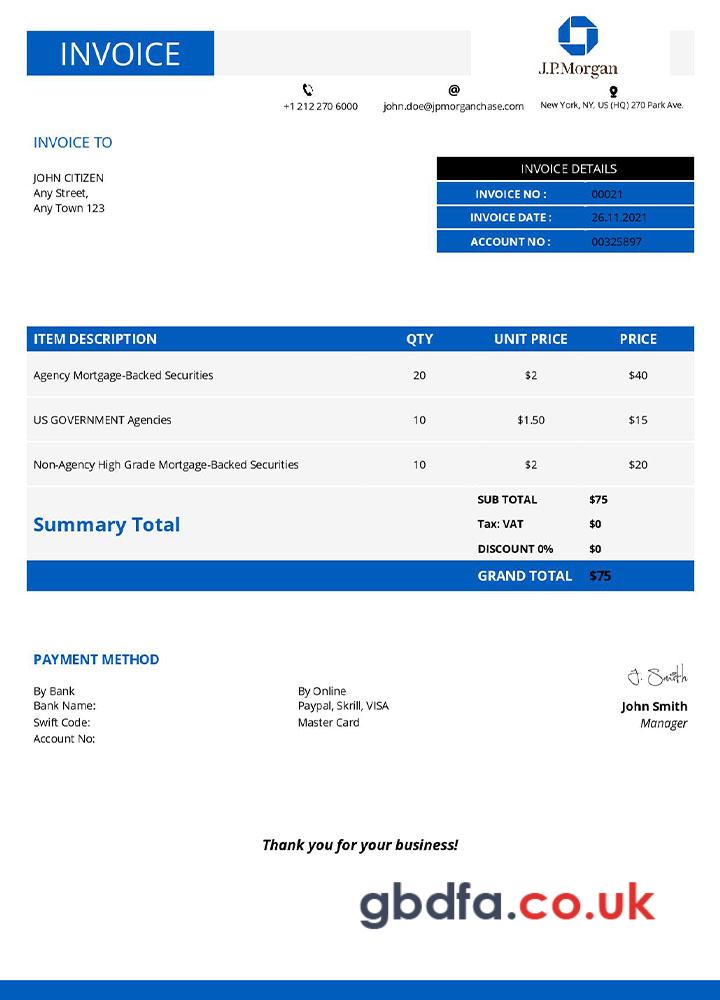 INVOICE
J.P.Morgan
+1 212 270 6000
john.doe@jpmorganchase.com
New York, NY, US (HQ) 270 Park Ave.
INVOICE TO
JOHN CITIZEN
Any Street,
Any Town 123
INVOICE DETAILS
INVOICE NO : 00021
INVOICE DATE : 26.11.2021
ACCOUNT NO : 00325897
ITEM DESCRIPTION QTY UNIT PRICE PRICE
Agency Mortgage-Backed Securities 20 $2 $40
US GOVERNMENT Agencies 10 $1.50 $15
Non-Agency High Grade Mortgage-Backed Securities 10 $2 $20
Summary Total
SUB TOTAL $75
Tax: VAT $0
DISCOUNT 0% $0
GRAND TOTAL $75
PAYMENT METHOD
By Bank
Bank Name:
Swift Code:
Account No:
By Online
Paypal, Skrill, VISA
Master Card
J. Smith
John Smith
Manager
Thank you for your business!
gbdfa.co.uk